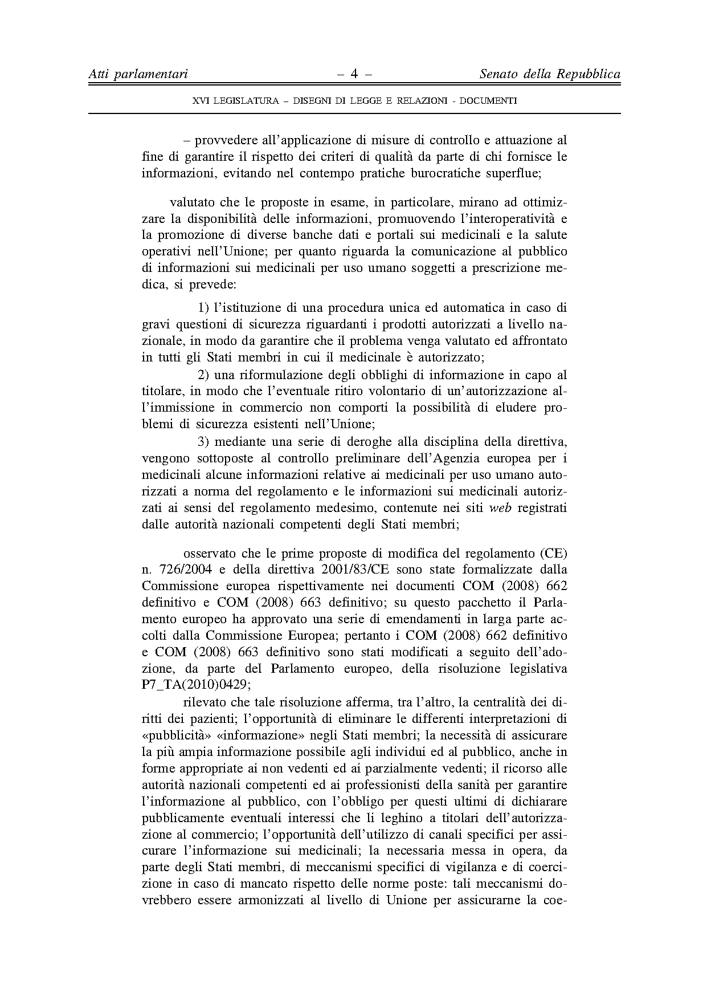 Atti parlamentari – 4 – Senato della Repubblica
XVI LEGISLATURA – DISEGNI DI LEGGE E RELAZIONI - DOCUMENTI
– provvedere all’applicazione di misure di controllo e attuazione al
fine di garantire il rispetto dei criteri di qualità da parte di chi fornisce le
informazioni, evitando nel contempo pratiche burocratiche superflue;
valutato che le proposte in esame, in particolare, mirano ad ottimiz-
zare la disponibilità delle informazioni, promuovendo l’interoperatività e
la promozione di diverse banche dati e portali sui medicinali e la salute
operativi nell’Unione; per quanto riguarda la comunicazione al pubblico
di informazioni sui medicinali per uso umano soggetti a prescrizione me-
dica, si prevede:
1) l’istituzione di una procedura unica ed automatica in caso di
gravi questioni di sicurezza riguardanti i prodotti autorizzati a livello na-
zionale, in modo da garantire che il problema venga valutato ed affrontato
in tutti gli Stati membri in cui il medicinale è autorizzato;
2) una riformulazione degli obblighi di informazione in capo al
titolare, in modo che l’eventuale ritiro volontario di un’autorizzazione al-
l’immissione in commercio non comporti la possibilità di eludere pro-
blemi di sicurezza esistenti nell’Unione;
3) mediante una serie di deroghe alla disciplina della direttiva,
vengono sottoposte al controllo preliminare dell’Agenzia europea per i
medicinali alcune informazioni relative ai medicinali per uso umano auto-
rizzati a norma del regolamento e le informazioni sui medicinali autoriz-
zati ai sensi del regolamento medesimo, contenute nei siti web registrati
dalle autorità nazionali competenti degli Stati membri;
osservato che le prime proposte di modifica del regolamento (CE)
n. 726/2004 e della direttiva 2001/83/CE sono state formalizzate dalla
Commissione europea rispettivamente nei documenti COM (2008) 662
definitivo e COM (2008) 663 definitivo; su questo pacchetto il Parla-
mento europeo ha approvato una serie di emendamenti in larga parte ac-
colti dalla Commissione Europea; pertanto i COM (2008) 662 definitivo
e COM (2008) 663 definitivo sono stati modificati a seguito dell’ado-
zione, da parte del Parlamento europeo, della risoluzione legislativa
P7_TA(2010)0429;
rilevato che tale risoluzione afferma, tra l’altro, la centralità dei di-
ritti dei pazienti; l’opportunità di eliminare le differenti interpretazioni di
«pubblicità» «informazione» negli Stati membri; la necessità di assicurare
la più ampia informazione possibile agli individui ed al pubblico, anche in
forme appropriate ai non vedenti ed ai parzialmente vedenti; il ricorso alle
autorità nazionali competenti ed ai professionisti della sanità per garantire
l’informazione al pubblico, con l’obbligo per questi ultimi di dichiarare
pubblicamente eventuali interessi che li leghino a titolari dell’autorizza-
zione al commercio; l’opportunità dell’utilizzo di canali specifici per assi-
curare l’informazione sui medicinali; la necessaria messa in opera, da
parte degli Stati membri, di meccanismi specifici di vigilanza e di coerci-
zione in caso di mancato rispetto delle norme poste: tali meccanismi do-
vrebbero essere armonizzati al livello di Unione per assicurarne la coe-